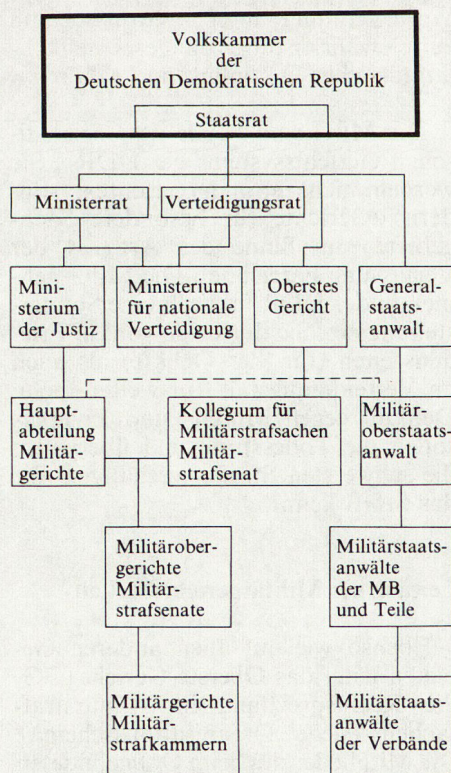 Volkskammer
der
Deutschen Demokratischen Republik
Staatsrat
Ministerrat
Verteidigungsrat
Mini-
sterium
der Justiz
Ministerium
für nationale
Verteidigung
Oberstes
Gericht
General-
staats-
anwalt
Haupt-
abteilung
Militär-
gerichte
Kollegium für
Militärstrafsachen
Militär-
strafsenat
Militär-
oberstaats-
anwalt
Militärober-
gerichte
Militär-
strafsenate
Militärstaats-
anwälte
der MB
und Teile
Militärgerichte
Militär-
strafkammern
Militärstaats-
anwälte
der Verbände